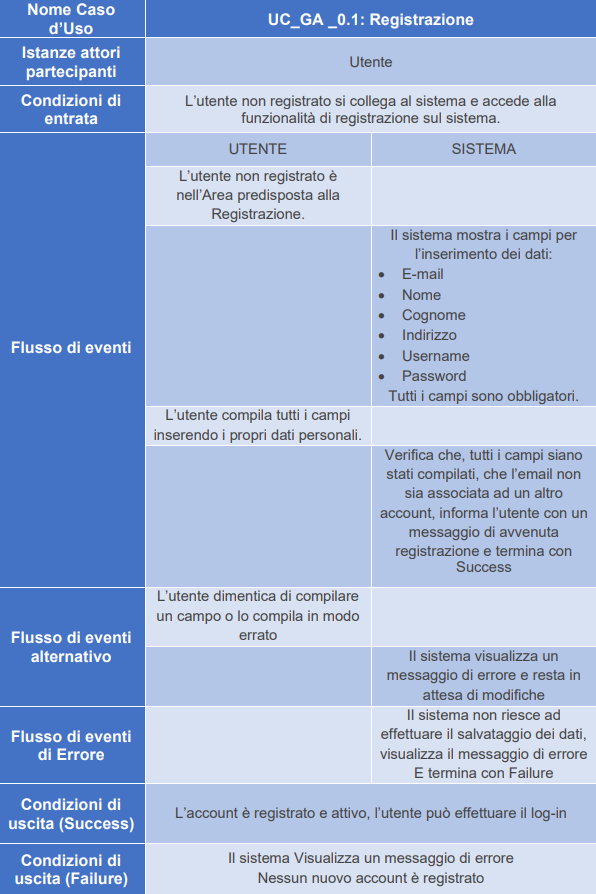 Nome Caso
d’Uso
UC_GA _0.1: Registrazione
Istanze attori
partecipanti
Utente
Condizioni di
entrata
L’utente non registrato si collega al sistema e accede alla
funzionalità di registrazione sul sistema.
Flusso di eventi
UTENTE
SISTEMA
L’utente non registrato è
nell’Area predisposta alla
Registrazione.
Il sistema mostra i campi per
l’inserimento dei dati:
• E-mail
• Nome
• Cognome
• Indirizzo
• Username
• Password
Tutti i campi sono obbligatori.
L’utente compila tutti i campi
inserendo i propri dati personali.
Verifica che, tutti i campi siano
stati compilati, che l’email non
sia associata ad un altro
account, informa l’utente con un
messaggio di avvenuta
registrazione e termina con
Success
Flusso di eventi
alternativo
L’utente dimentica di compilare
un campo o lo compila in modo
errato
Il sistema visualizza un
messaggio di errore e resta in
attesa di modifiche
Flusso di eventi
di Errore
Il sistema non riesce ad
effettuare il salvataggio dei dati,
visualizza il messaggio di errore
E termina con Failure
Condizioni di
uscita (Success)
L’account è registrato e attivo, l’utente può effettuare il log-in
Condizioni di
uscita (Failure)
Il sistema Visualizza un messaggio di errore
Nessun nuovo account è registrato